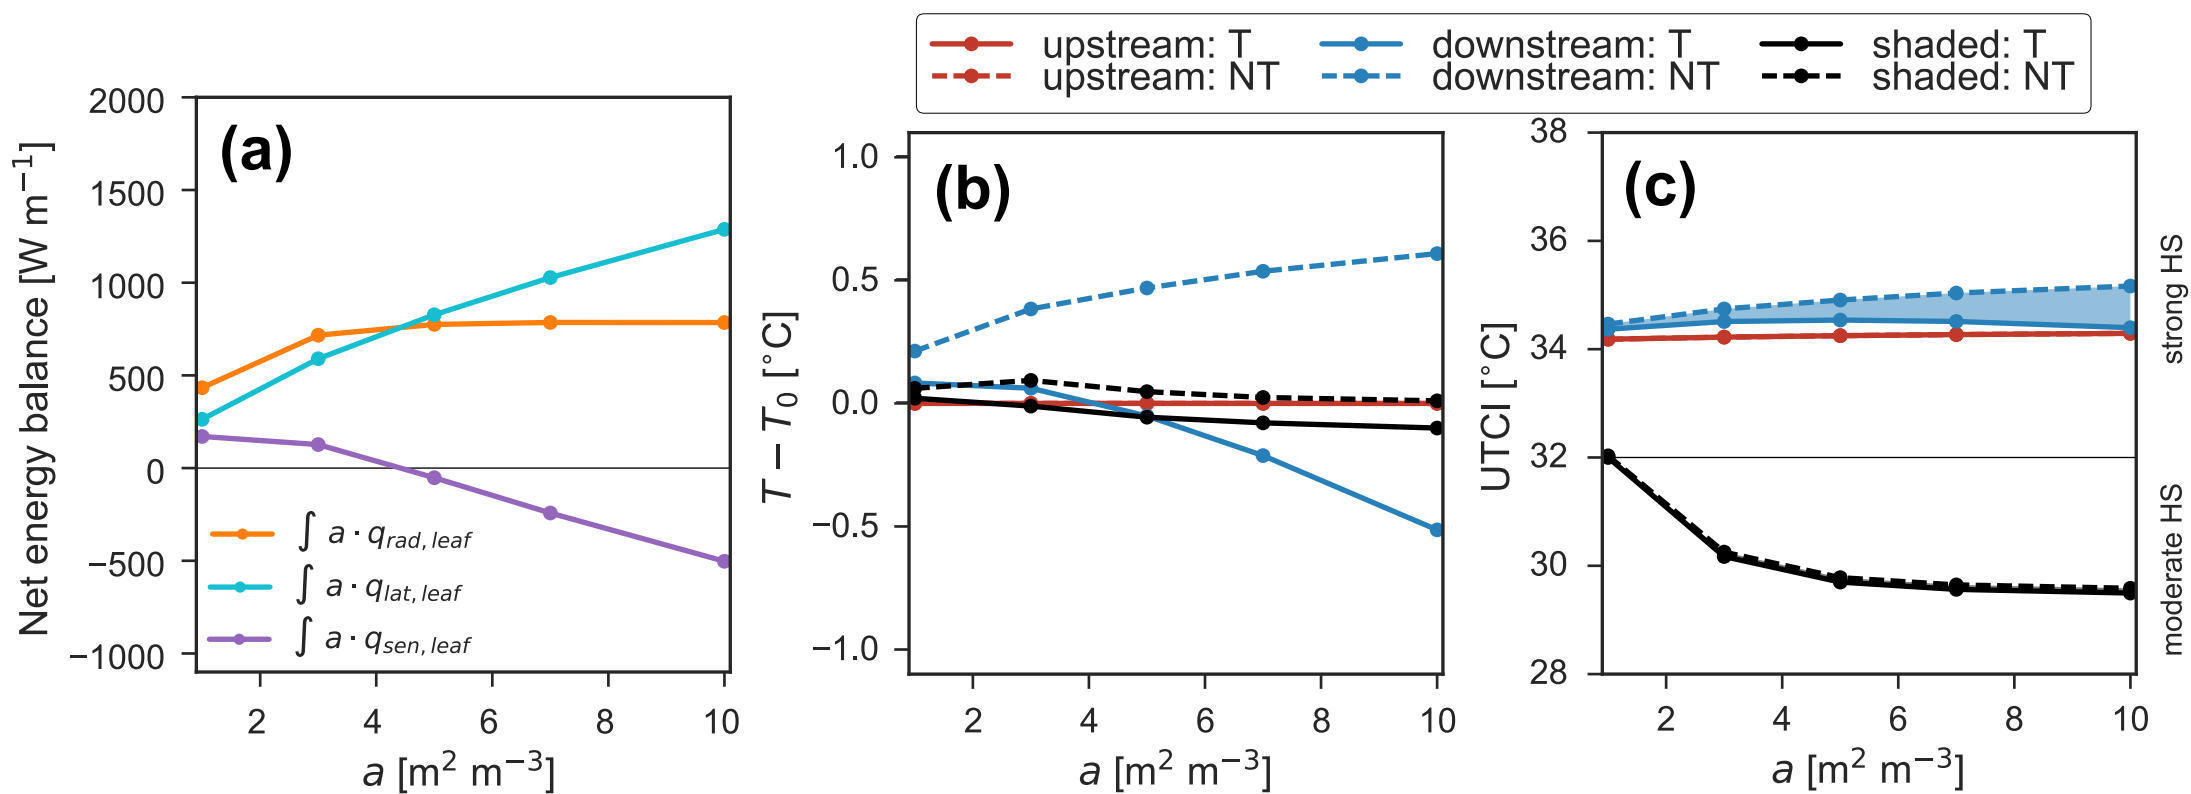 upstream: T
upstream: NT
downstream: T
downstream: NT
shaded: T
shaded: NT
(a)
Net energy balance [W m⁻¹]
2000
1500
1000
500
0
−500
−1000
∫ a · q_rad, leaf
∫ a · q_lat, leaf
∫ a · q_sen, leaf
2 4 6 8 10
a [m² m⁻³]
(b)
T − T₀ [°C]
1.0
0.5
0.0
−0.5
−1.0
2 4 6 8 10
a [m² m⁻³]
(c)
UTCI [°C]
38
36
34
32
30
28
2 4 6 8 10
a [m² m⁻³]
strong HS
moderate HS